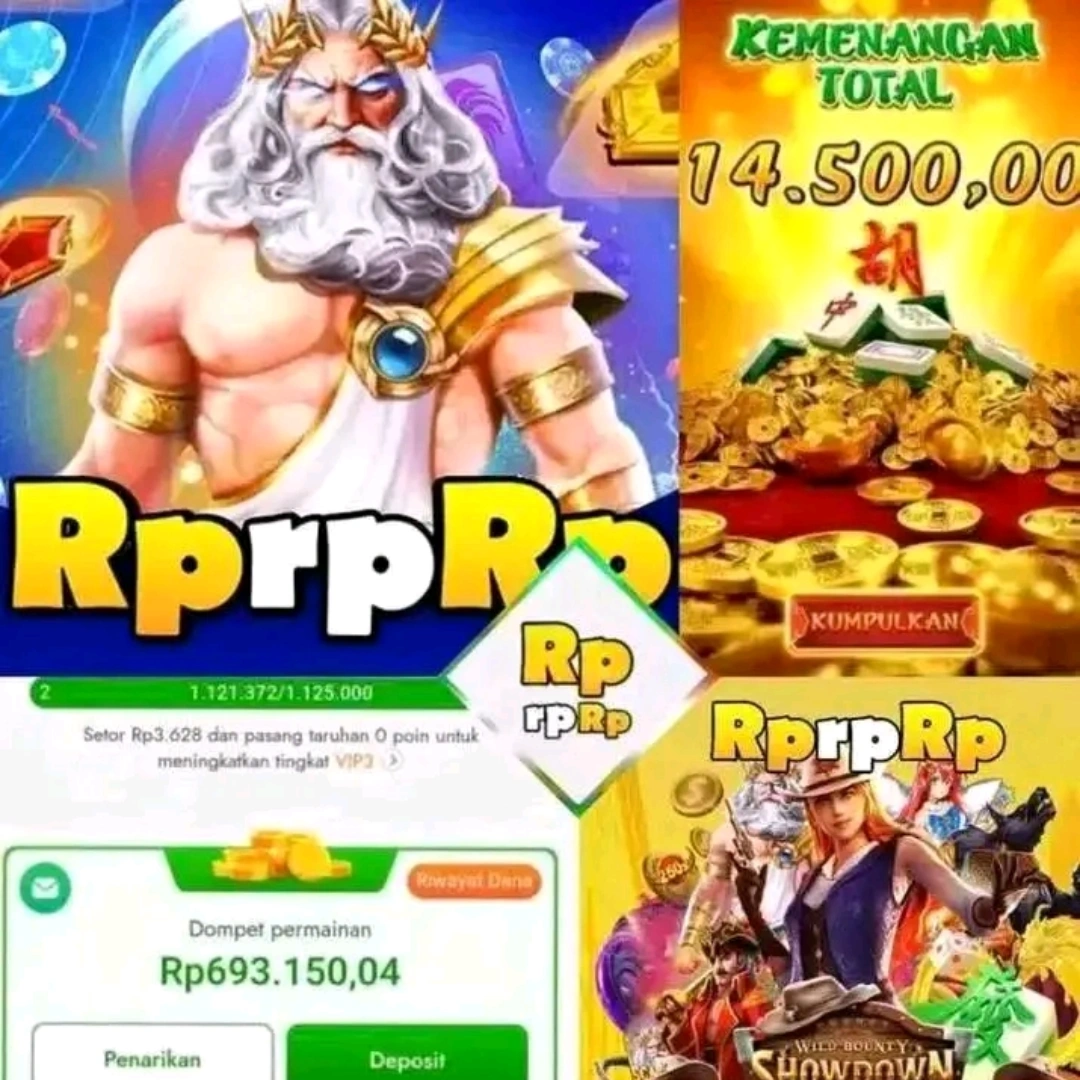 KEMENANGAN
TOTAL
14.500,00
胡
KUMPULKAN
RprpRp
Rp
rpRp
2
1.121.372/1.125.000
Setor Rp3.628 dan pasang taruhan 0 poin untuk
meningkatkan tingkat VIP3 >
Riwayat Dana
Dompet permainan
Rp693.150,04
Penarikan
Deposit
RprpRp
250x
發
WILD BOUNTY
SHOWDOWN